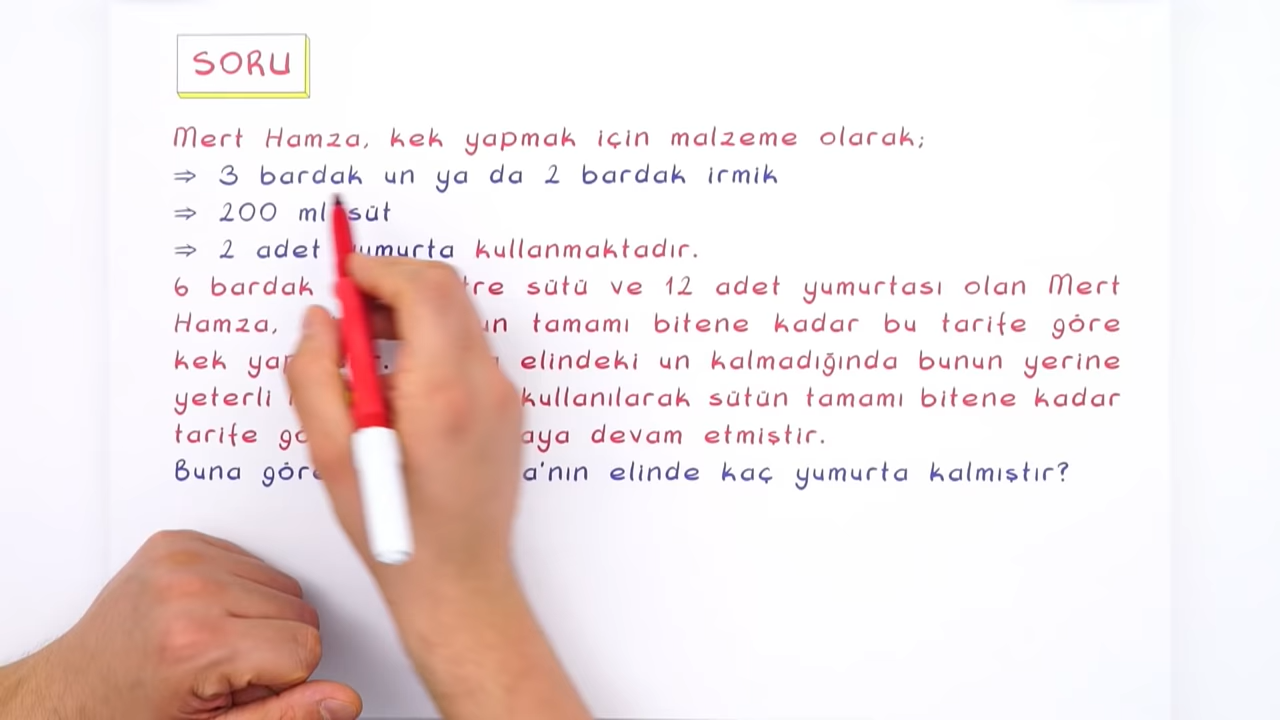 SORU
Mert Hamza, kek yapmak için malzeme olarak;
⇒ 3 bardak un ya da 2 bardak irmik
⇒ 200 ml süt
⇒ 2 adet yumurta kullanmaktadır.
6 bardak sütü ve 12 adet yumurtası olan Mert
Hamza, tamamı bitene kadar bu tarife göre
kek elindeki un kalmadığında bunun yerine
yeterli kullanılarak sütün tamamı bitene kadar
tarife devam etmiştir.
Buna elinde kaç yumurta kalmıştır?